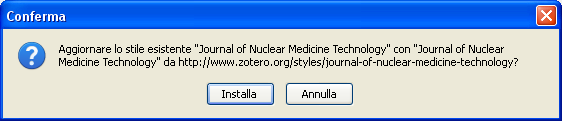 Conferma
Aggiornare lo stile esistente "Journal of Nuclear Medicine Technology" con "Journal of Nuclear
Medicine Technology" da http://www.zotero.org/styles/journal-of-nuclear-medicine-technology?
Installa
Annulla